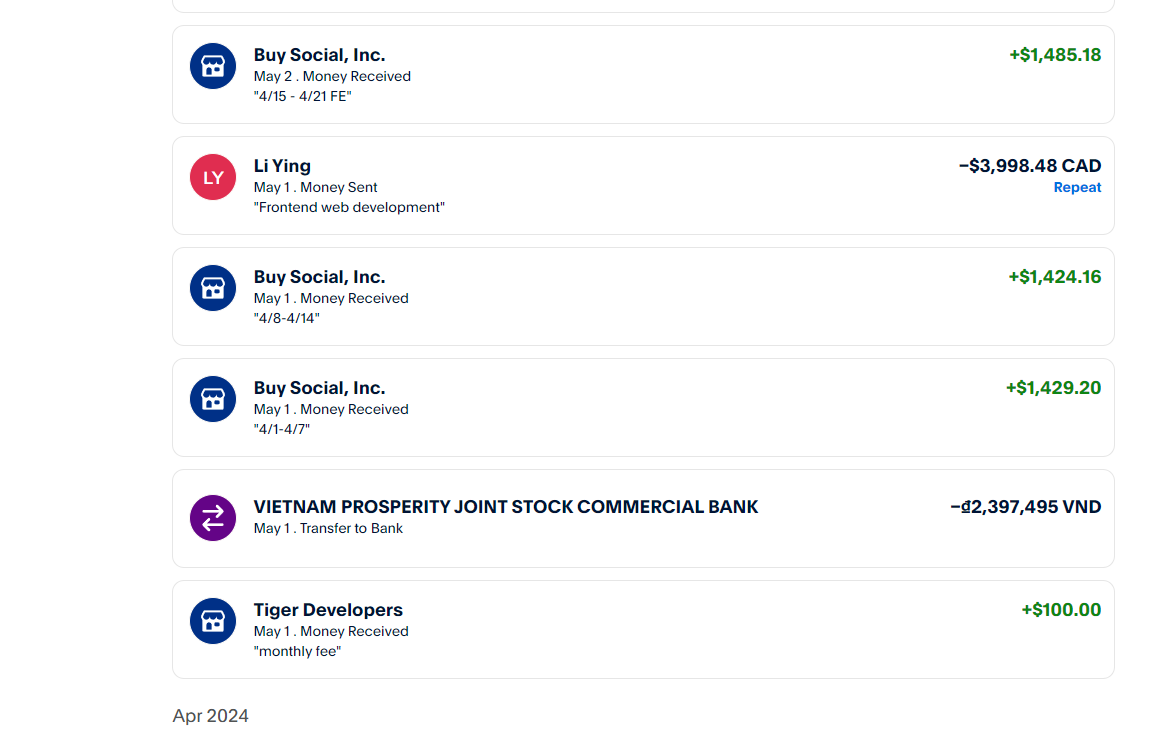 Buy Social, Inc.
+$1,485.18
May 2 . Money Received
"4/15 - 4/21 FE"
LY
Li Ying
−$3,998.48 CAD
May 1 . Money Sent
Repeat
"Frontend web development"
Buy Social, Inc.
+$1,424.16
May 1 . Money Received
"4/8-4/14"
Buy Social, Inc.
+$1,429.20
May 1 . Money Received
"4/1-4/7"
VIETNAM PROSPERITY JOINT STOCK COMMERCIAL BANK
−₫2,397,495 VND
May 1 . Transfer to Bank
Tiger Developers
+$100.00
May 1 . Money Received
"monthly fee"
Apr 2024